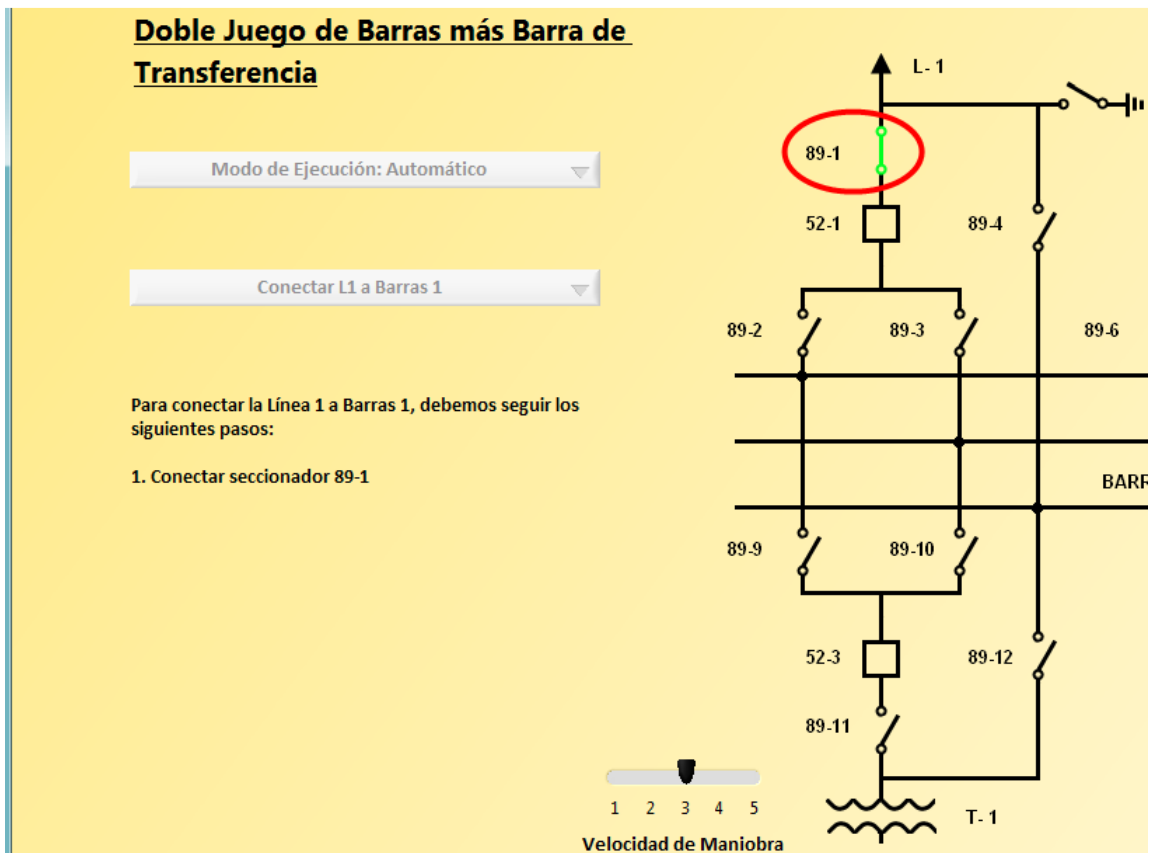 Doble Juego de Barras más Barra de
Transferencia
Modo de Ejecución: Automático
Conectar L1 a Barras 1
Para conectar la Línea 1 a Barras 1, debemos seguir los
siguientes pasos:
1. Conectar seccionador 89-1
L- 1
89-1
52-1
89-4
89-2
89-3
89-6
BARR
89-9
89-10
52-3
89-12
89-11
T- 1
1 2 3 4 5
Velocidad de Maniobra